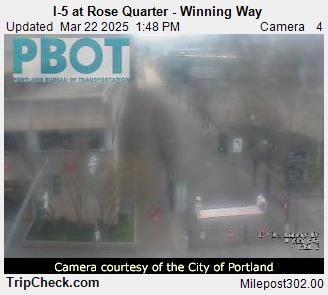 I-5 at Rose Quarter - Winning Way
Updated Mar 22 2025 1:48 PM Camera 4
PBOT
PORTLAND BUREAU OF TRANSPORTATION
Camera courtesy of the City of Portland
TripCheck.com Milepost302.00